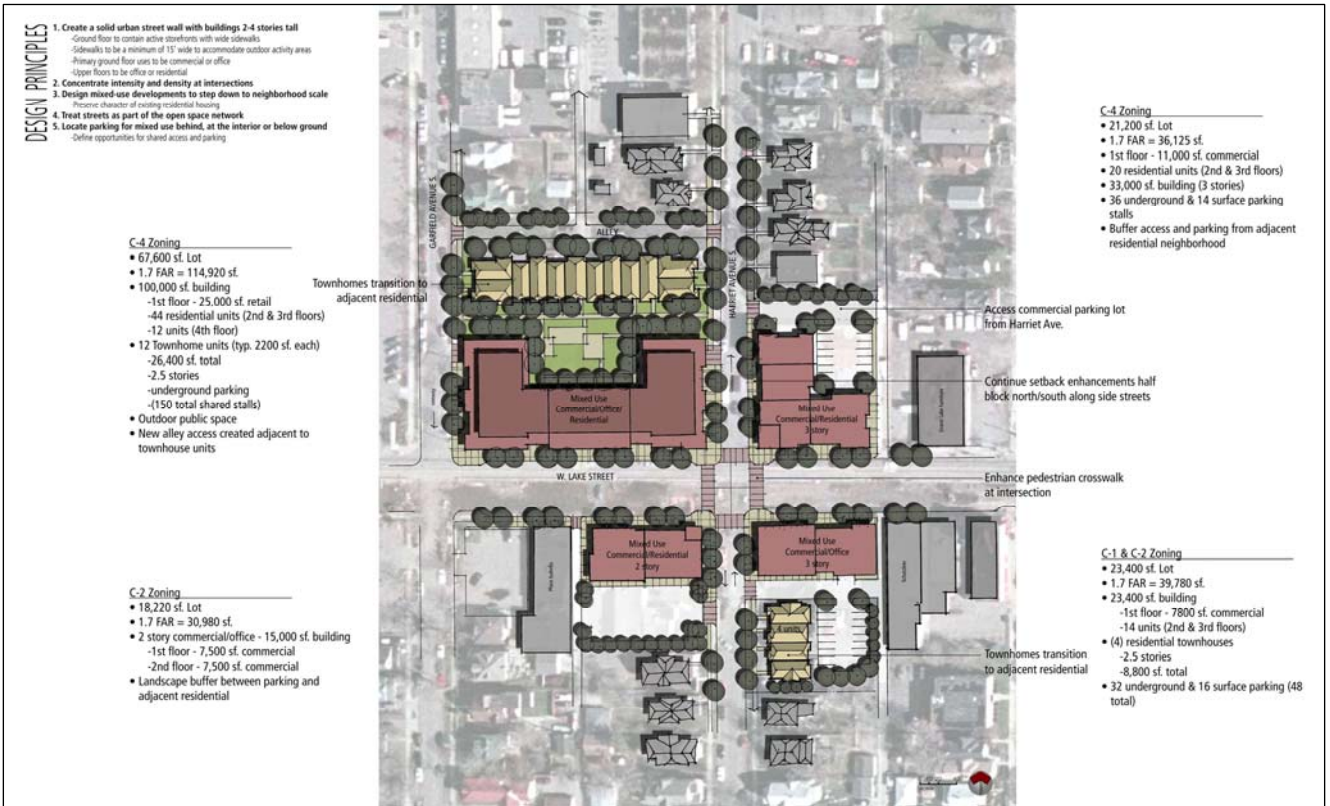 DESIGN PRINCIPLES
1. Create a solid urban street wall with buildings 2-4 stories tall
-Ground floor to contain active storefronts with wide sidewalks
-Sidewalks to be a minimum of 15' wide to accommodate outdoor activity areas
-Primary ground floor uses to be commercial or office
-Upper floors to be office or residential
2. Concentrate intensity and density at intersections
3. Design mixed-use developments to step down to neighborhood scale
-Preserve character of existing residential housing
4. Treat streets as part of the open space network
5. Locate parking for mixed use behind, at the interior or below ground
-Define opportunities for shared access and parking
C-4 Zoning
• 67,600 sf. Lot
• 1.7 FAR = 114,920 sf.
• 100,000 sf. building
-1st floor - 25,000 sf. retail
-44 residential units (2nd & 3rd floors)
-12 units (4th floor)
• 12 Townhome units (typ. 2200 sf. each)
-26,400 sf. total
-2.5 stories
-underground parking
-(150 total shared stalls)
• Outdoor public space
• New alley access created adjacent to
townhouse units
C-2 Zoning
• 18,220 sf. Lot
• 1.7 FAR = 30,980 sf.
• 2 story commercial/office - 15,000 sf. building
-1st floor - 7,500 sf. commercial
-2nd floor - 7,500 sf. commercial
• Landscape buffer between parking and
adjacent residential
GARFIELD AVENUE S.
ALLEY
HARRIET AVENUE S.
Townhomes transition to
adjacent residential
Mixed Use
Commercial/Office/
Residential
Mixed Use
Commercial/Residential
3 story
W. LAKE STREET
Mixed Use
Commercial/Residential
2 story
Mixed Use
Commercial/Office
3 story
4 units
Access commercial parking lot
from Harriet Ave.
Continue setback enhancements half
block north/south along side streets
Enhance pedestrian crosswalk
at intersection
Townhomes transition
to adjacent residential
C-4 Zoning
• 21,200 sf. Lot
• 1.7 FAR = 36,125 sf.
• 1st floor - 11,000 sf. commercial
• 20 residential units (2nd & 3rd floors)
• 33,000 sf. building (3 stories)
• 36 underground & 14 surface parking
stalls
• Buffer access and parking from adjacent
residential neighborhood
C-1 & C-2 Zoning
• 23,400 sf. Lot
• 1.7 FAR = 39,780 sf.
• 23,400 sf. building
-1st floor - 7800 sf. commercial
-14 units (2nd & 3rd floors)
• (4) residential townhouses
-2.5 stories
-8,800 sf. total
• 32 underground & 16 surface parking (48
total)